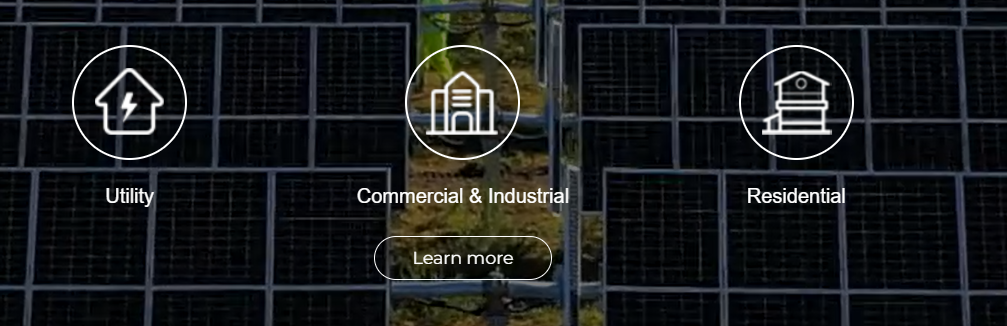 Utility
Commercial & Industrial
Residential
Learn more